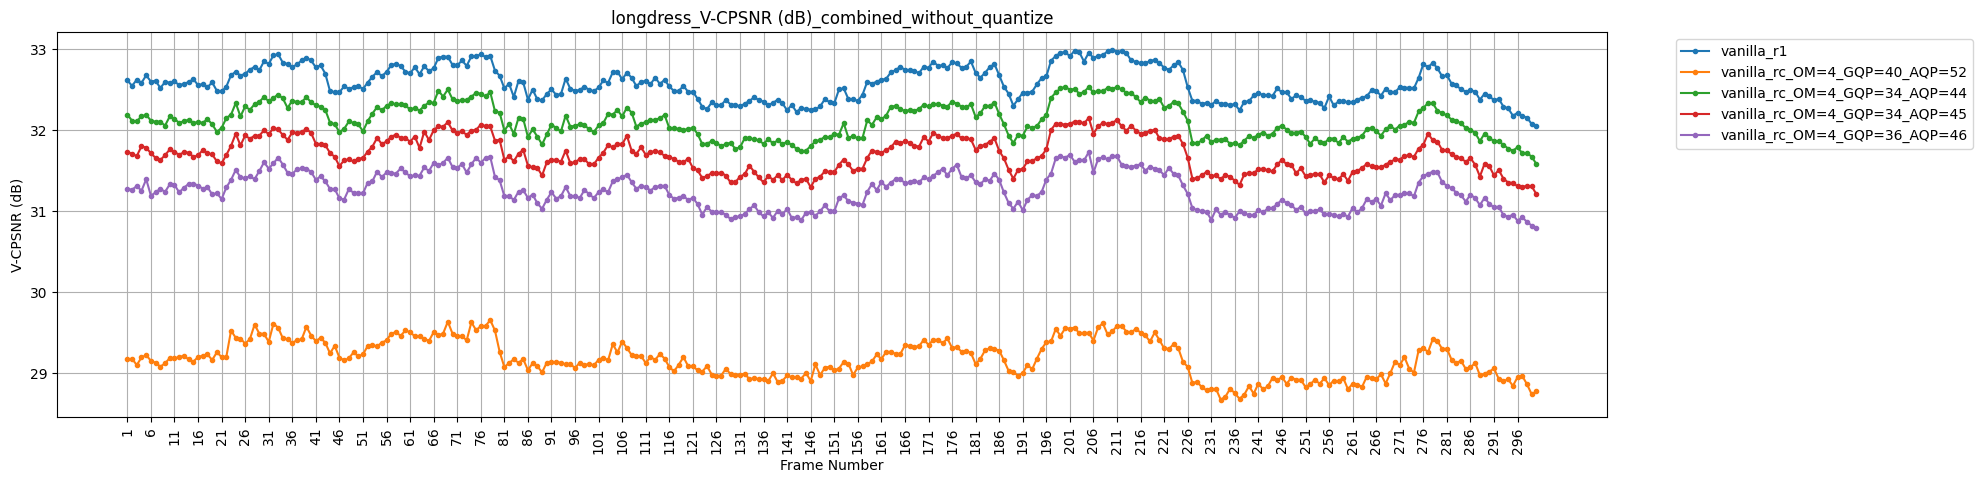 longdress_V-CPSNR (dB)_combined_without_quantize
V-CPSNR (dB)
33
32
31
30
29
1 6 11 16 21 26 31 36 41 46 51 56 61 66 71 76 81 86 91 96 101 106 111 116 121 126 131 136 141 146 151 156 161 166 171 176 181 186 191 196 201 206 211 216 221 226 231 236 241 246 251 256 261 266 271 276 281 286 291 296
Frame Number
vanilla_r1
vanilla_rc_OM=4_GQP=40_AQP=52
vanilla_rc_OM=4_GQP=34_AQP=44
vanilla_rc_OM=4_GQP=34_AQP=45
vanilla_rc_OM=4_GQP=36_AQP=46